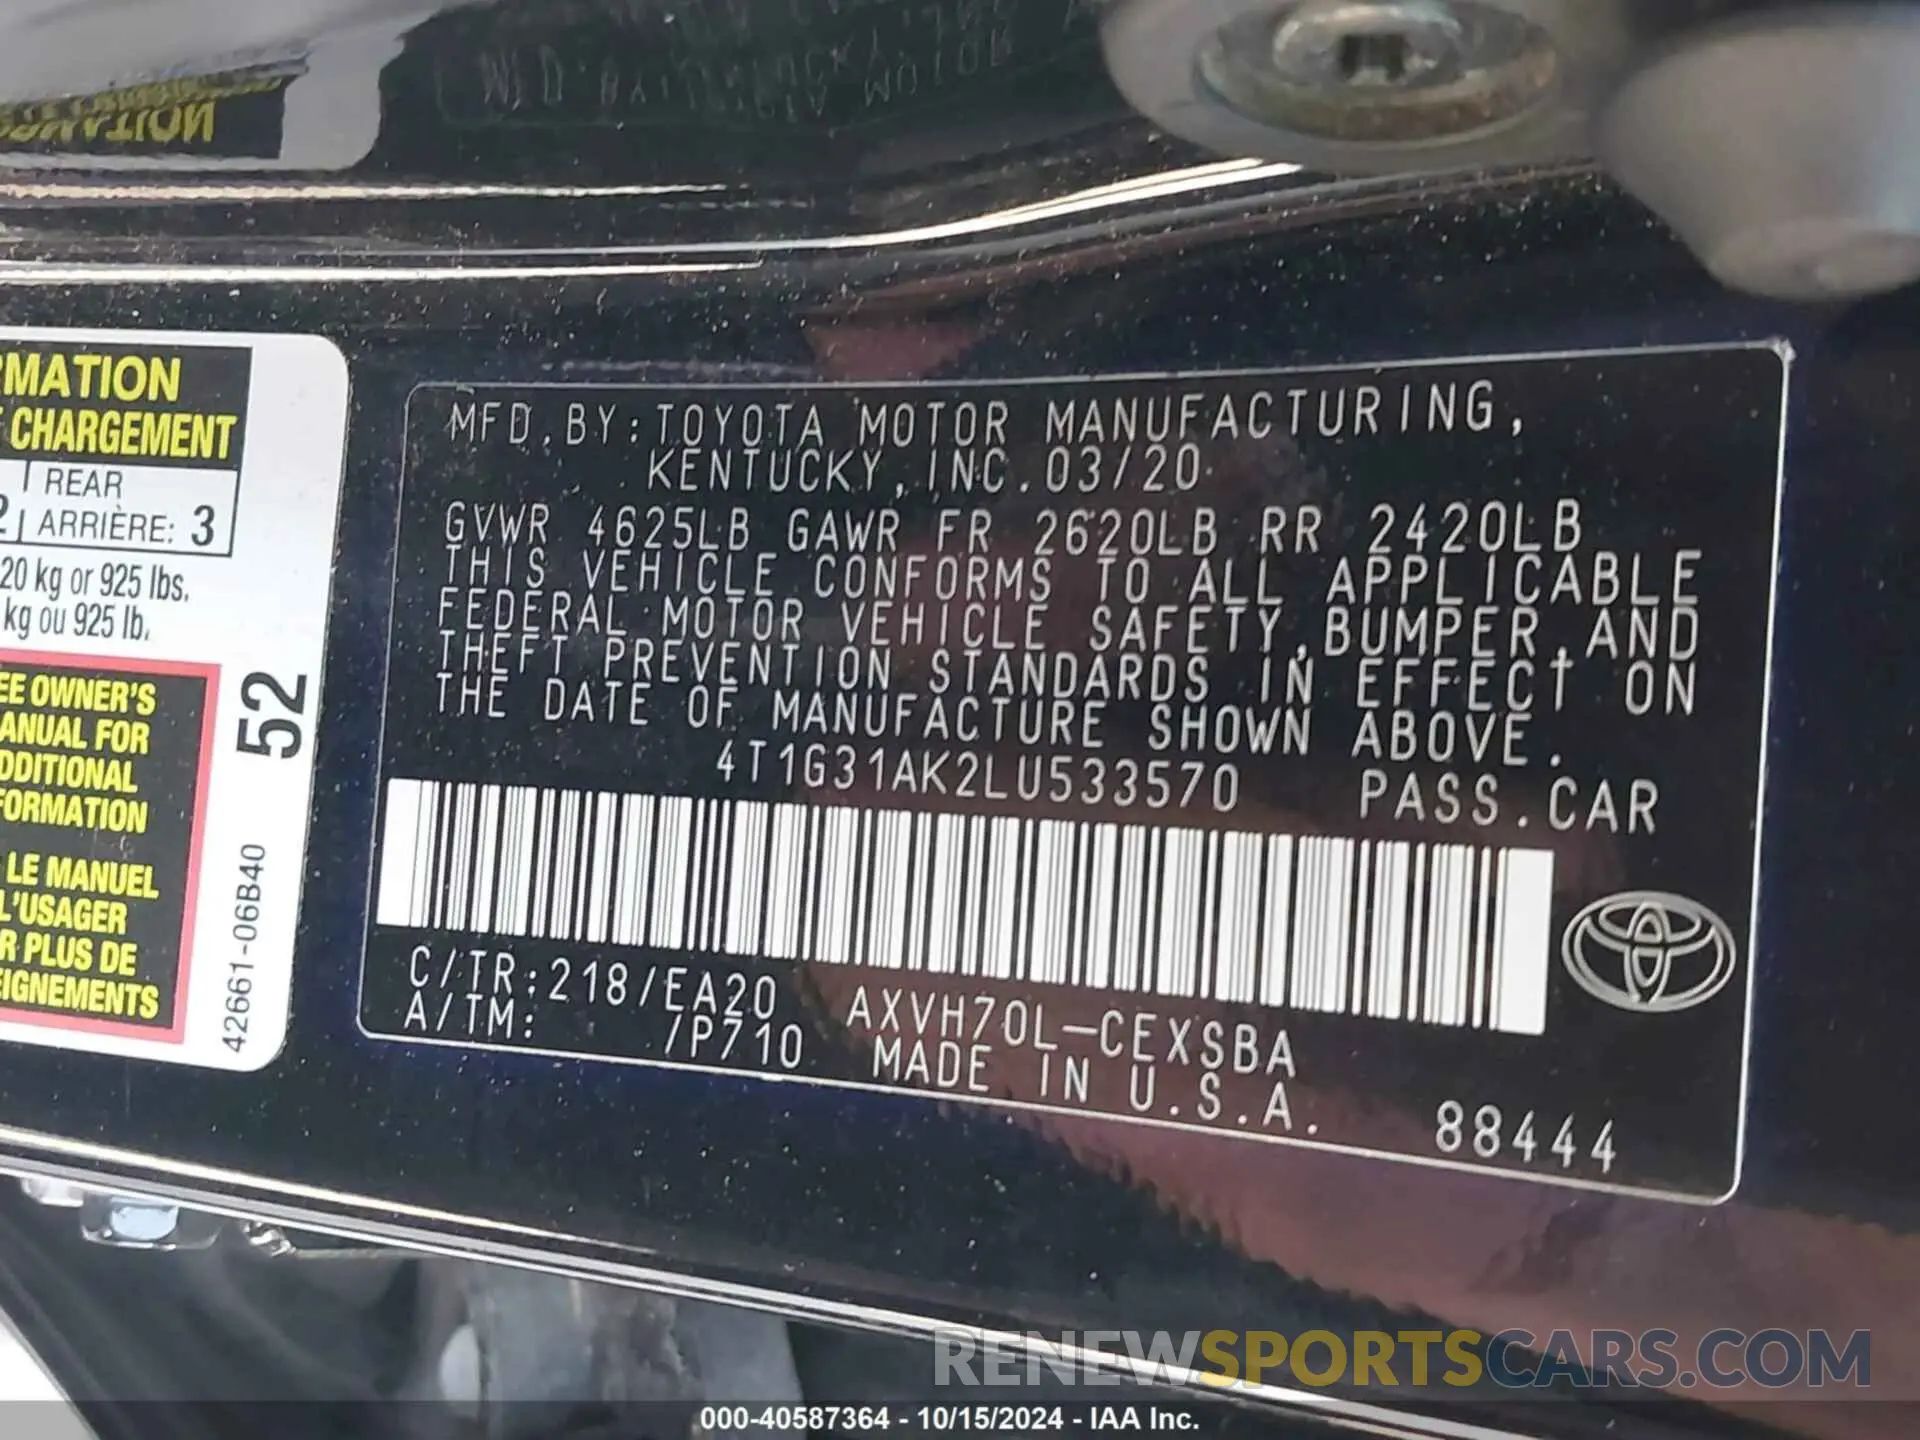 RMATION
CHARGEMENT
REAR
2 ARRIÈRE: 3
20 kg or 925 lbs.
kg ou 925 lb.
EE OWNER'S
ANUAL FOR
DDITIONAL
FORMATION
LE MANUEL
L'USAGER
R PLUS DE
EIGNEMENTS
52
42661-06B40
MFD.BY:TOYOTA MOTOR MANUFACTURING,
KENTUCKY,INC.03/20
GVWR 4625LB GAWR FR 2620LB RR 2420LB
THIS VEHICLE CONFORMS TO ALL APPLICABLE
FEDERAL MOTOR VEHICLE SAFETY,BUMPER,AND
THEFT PREVENTION STANDARDS IN EFFECT ON
THE DATE OF MANUFACTURE SHOWN ABOVE.
4T1G31AK2LU533570 PASS.CAR
C/TR:218/EA20 AXVH70L-CEXSBA
A/TM: /P710 MADE IN U.S.A.
88444
RENEWSPORTSCARS.COM
000-40587364 - 10/15/2024 - IAA Inc.